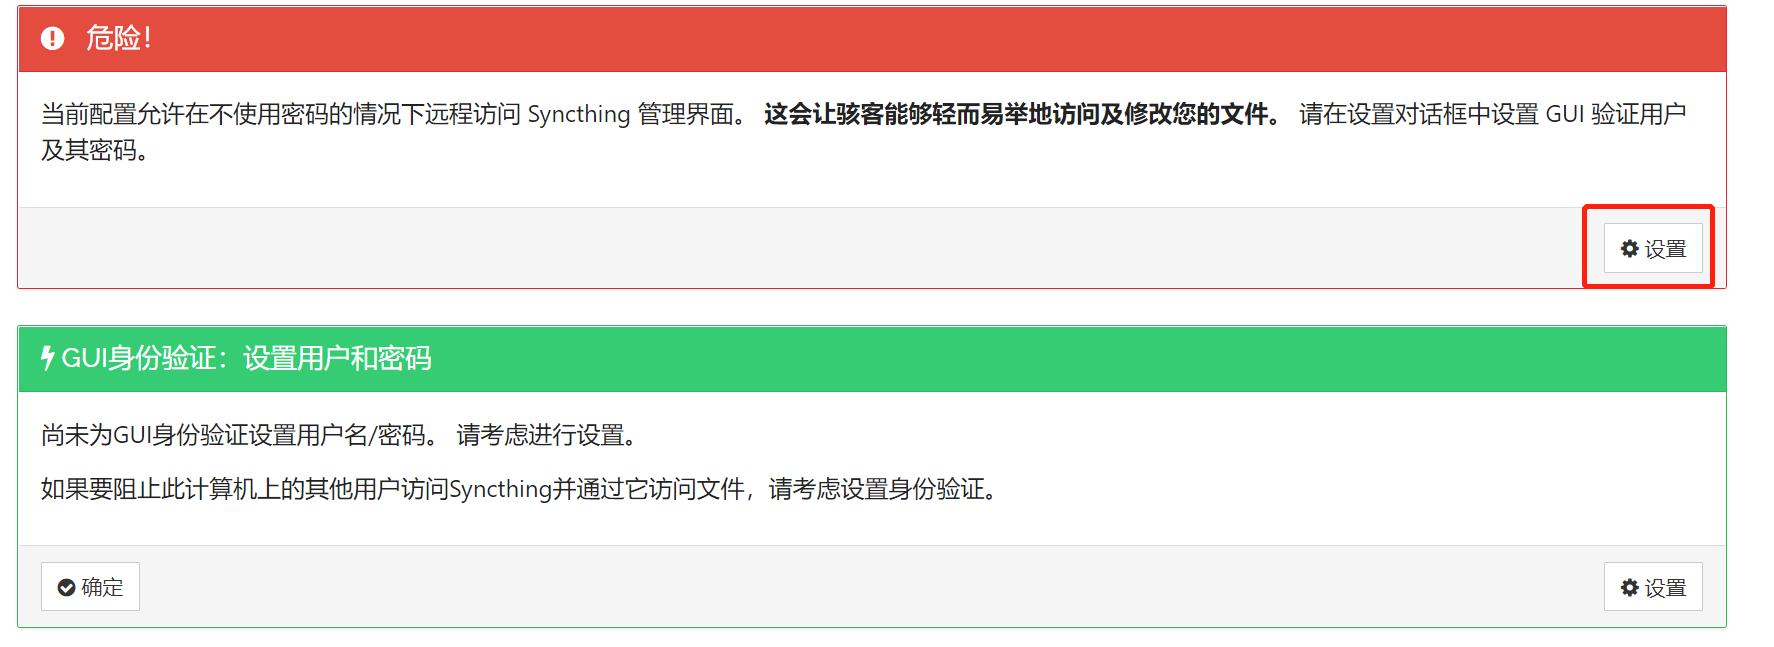 危险!
当前配置允许在不使用密码的情况下远程访问 Syncthing 管理界面。 这会让骇客能够轻而易举地访问及修改您的文件。 请在设置对话框中设置 GUI 验证用户
及其密码。
设置
GUI身份验证：设置用户和密码
尚未为GUI身份验证设置用户名/密码。 请考虑进行设置。
如果要阻止此计算机上的其他用户访问Syncthing并通过它访问文件，请考虑设置身份验证。
确定 设置